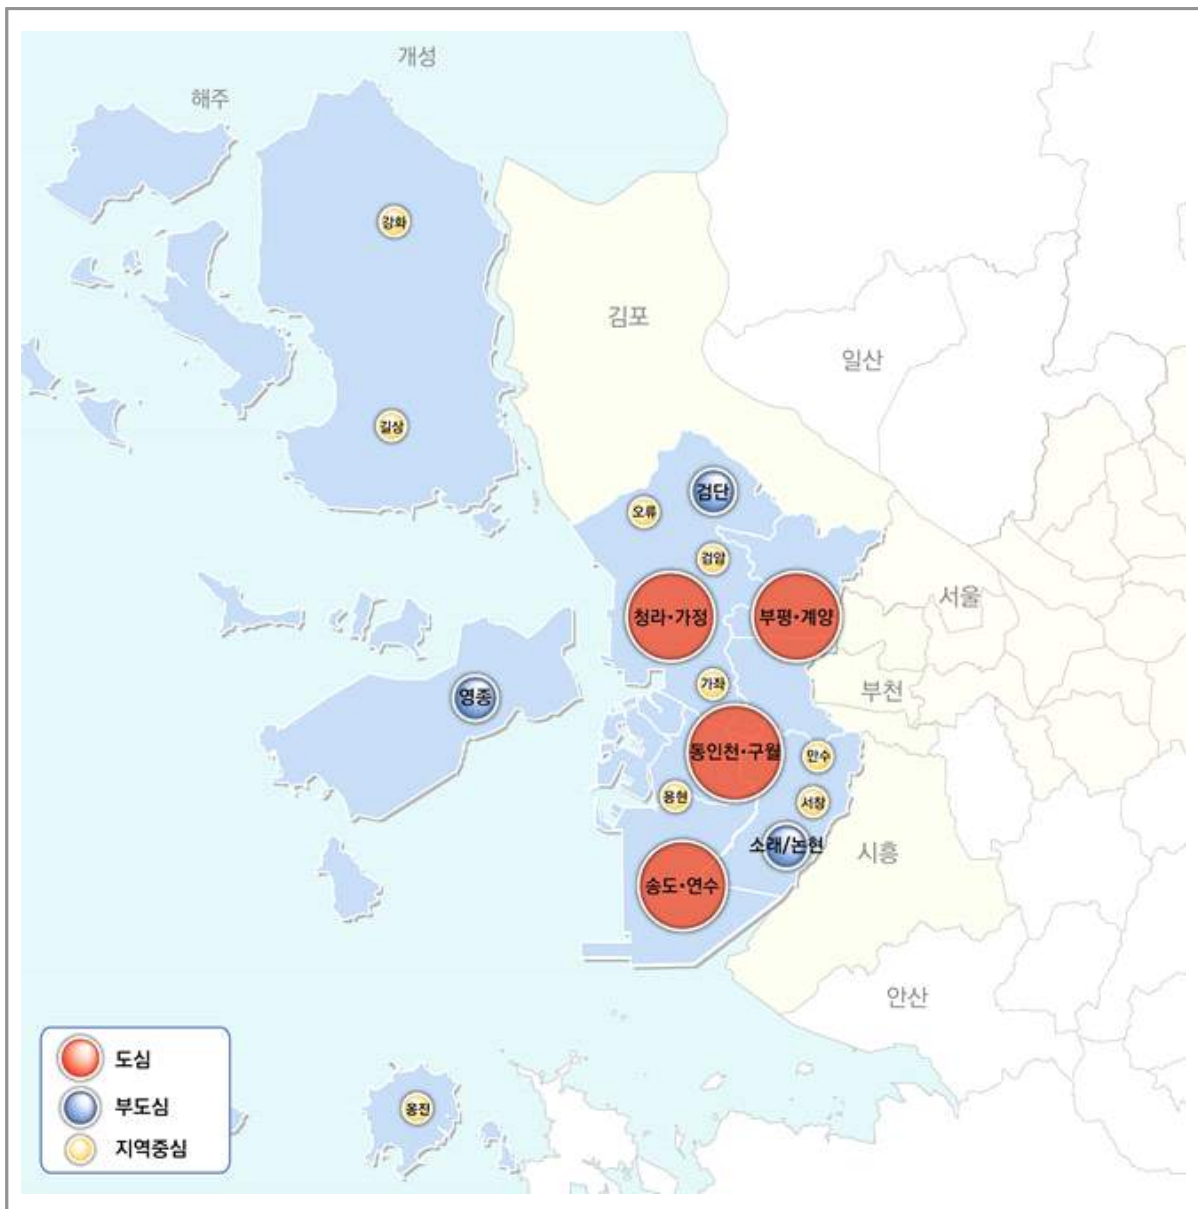 개성
해주
강화
김포
일산
길상
검단
오류
검암
서울
청라·가정
부평·계양
가좌
부천
영종
동인천·구월
만수
용현
서창
소래/논현
시흥
송도·연수
안산
옹진
도심
부도심
지역중심